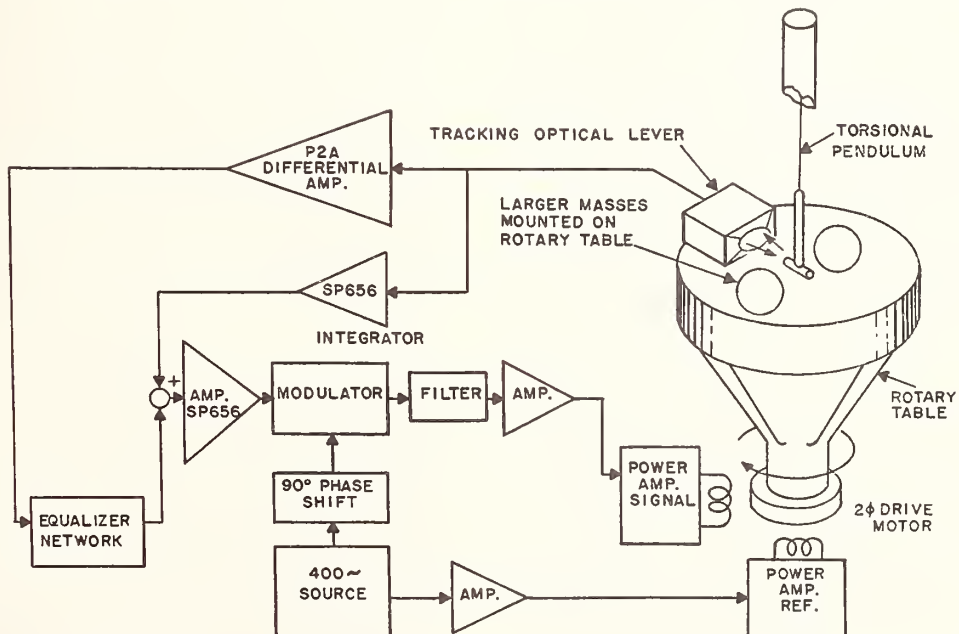 TORSIONAL
PENDULUM
TRACKING OPTICAL LEVER
P2A
DIFFERENTIAL
AMP.
LARGER MASSES
MOUNTED ON
ROTARY TABLE
SP656
INTEGRATOR
+
AMP.
SP656
MODULATOR
FILTER
AMP.
ROTARY
TABLE
90° PHASE
SHIFT
POWER
AMP.
SIGNAL
2ϕ DRIVE
MOTOR
EQUALIZER
NETWORK
400~
SOURCE
AMP.
POWER
AMP.
REF.